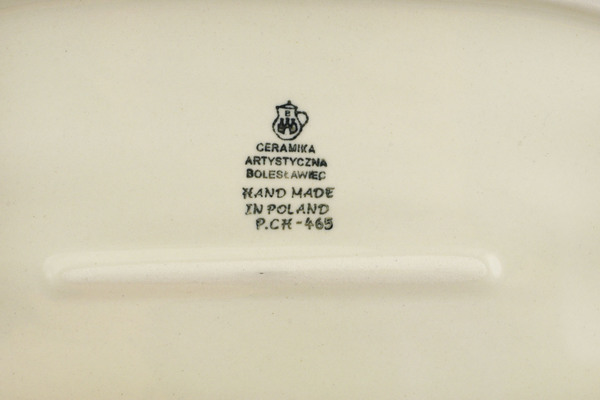 CERAMIKA
ARTYSTYCZNA
BOLESŁAWIEC
HAND MADE
IN POLAND
P.CH-465